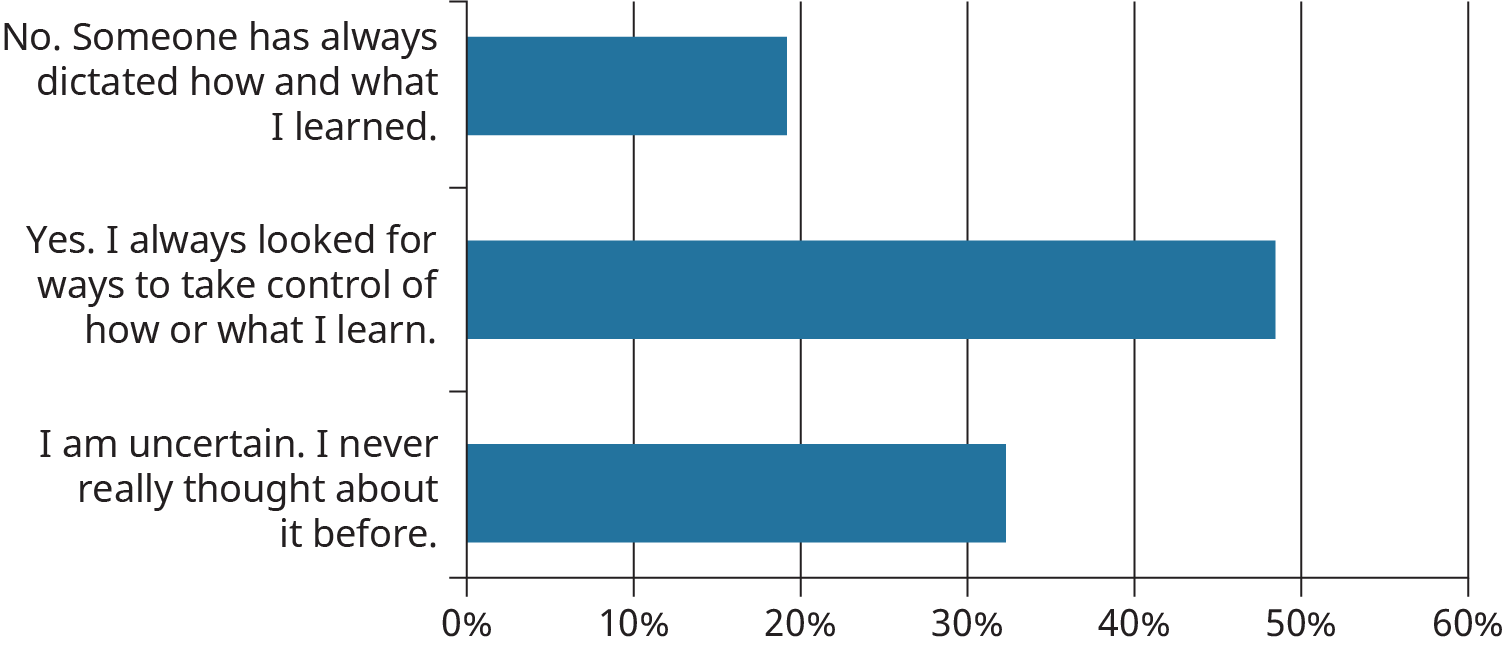 No. Someone has always
dictated how and what
I learned.
Yes. I always looked for
ways to take control of
how or what I learn.
I am uncertain. I never
really thought about
it before.
0% 10% 20% 30% 40% 50% 60%